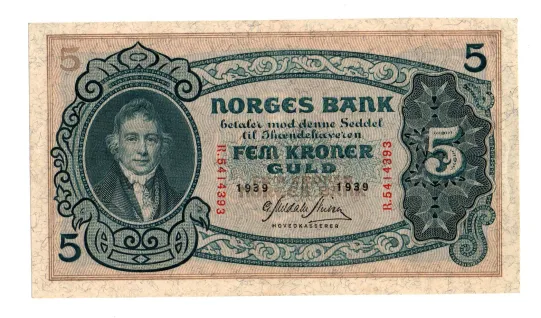 5
5
NORGES BANK
betaler mod denne Seddel
til Ihændehaveren
FEM KRONER
GULD
R.5414393
R.5414393
1939 1939
HOVEDKASSERER
5
5